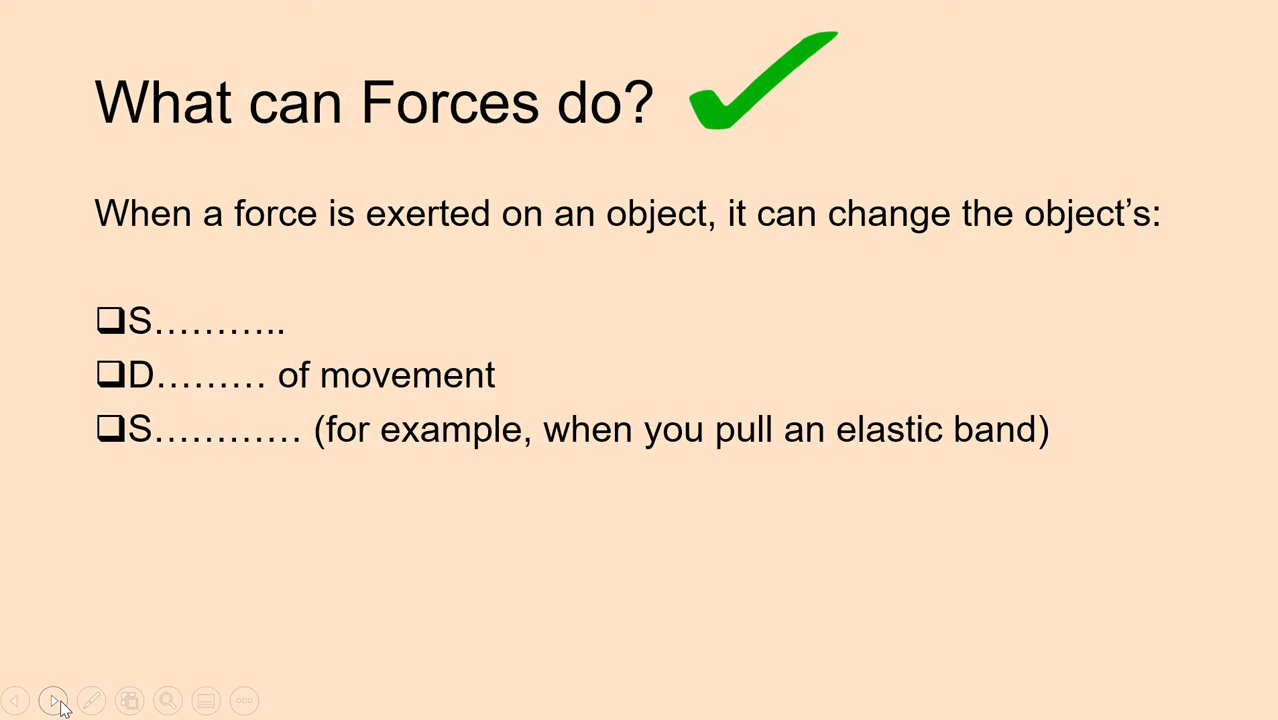 What can Forces do?
When a force is exerted on an object, it can change the object’s:
❑S………..
❑D……… of movement
❑S………… (for example, when you pull an elastic band)